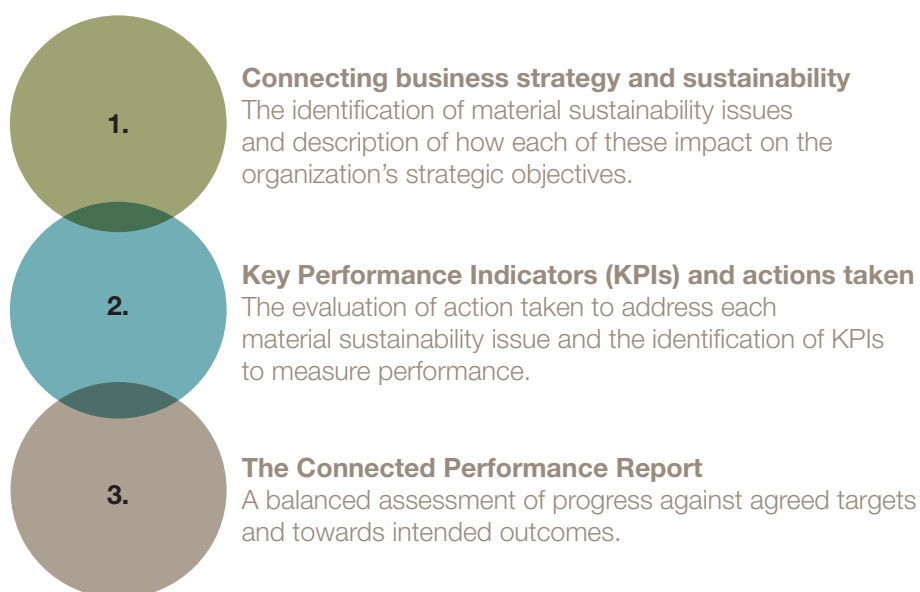 1.
Connecting business strategy and sustainability
The identification of material sustainability issues
and description of how each of these impact on the
organization’s strategic objectives.
2.
Key Performance Indicators (KPIs) and actions taken
The evaluation of action taken to address each
material sustainability issue and the identification of KPIs
to measure performance.
3.
The Connected Performance Report
A balanced assessment of progress against agreed targets
and towards intended outcomes.